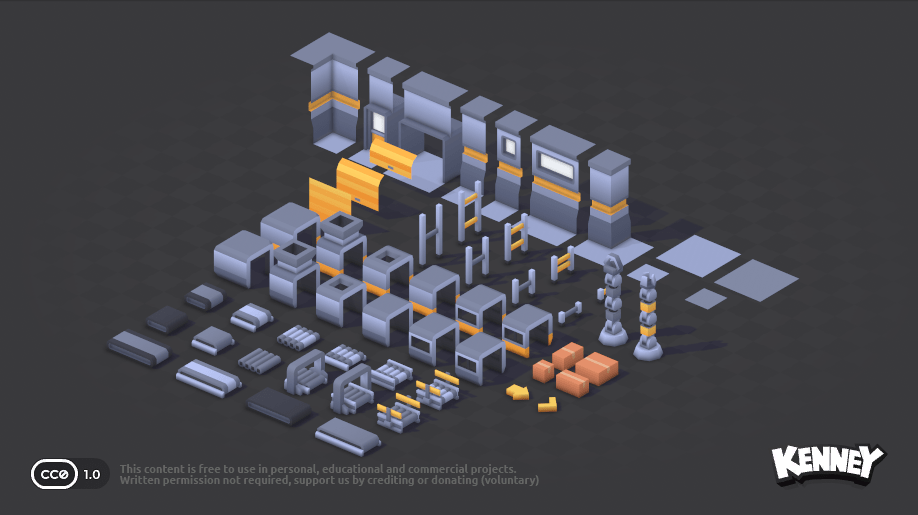 CC0 1.0
This content is free to use in personal, educational and commercial projects.
Written permission not required, support us by crediting or donating (voluntary)
KENNEY